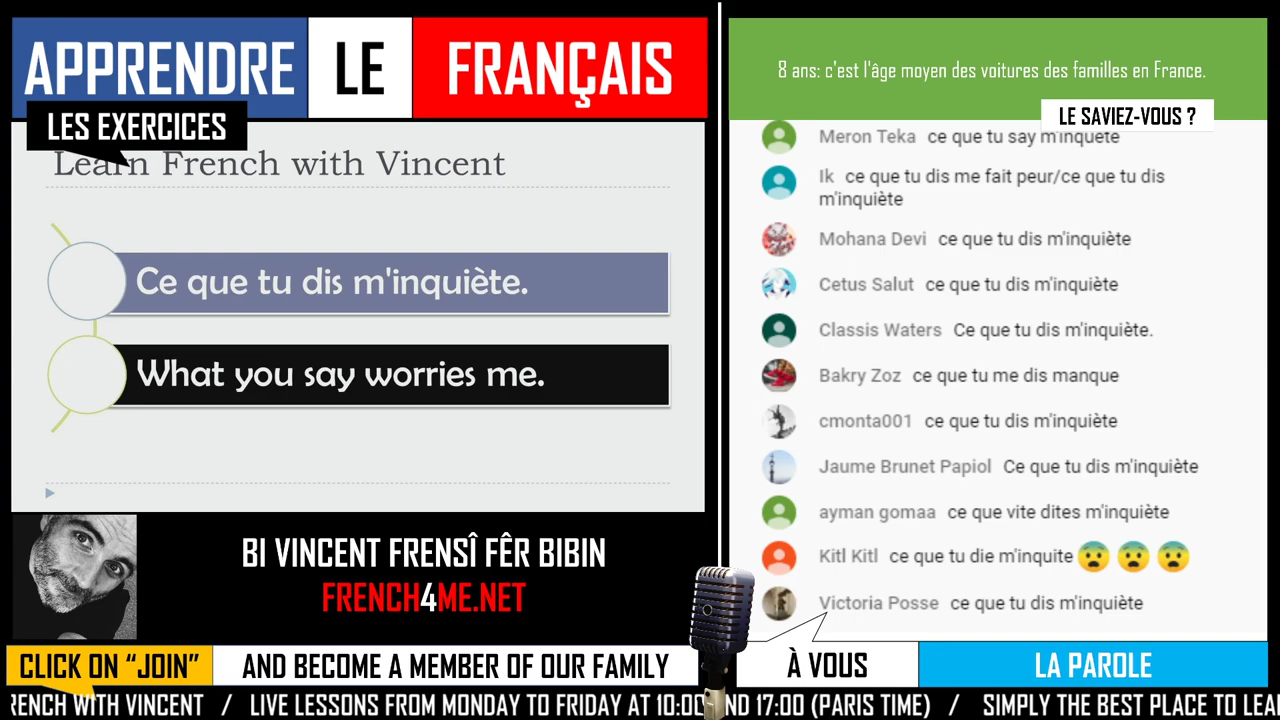 APPRENDRE LE FRANÇAIS
LES EXERCICES
Learn French with Vincent
Ce que tu dis m'inquiète.
What you say worries me.
BI VINCENT FRENSÎ FÊR BIBIN
FRENCH4ME.NET
CLICK ON “JOIN” AND BECOME A MEMBER OF OUR FAMILY
8 ans: c'est l'âge moyen des voitures des familles en France.
LE SAVIEZ-VOUS ?
Meron Teka ce que tu say m'inquete
Ik ce que tu dis me fait peur/ce que tu dis
m'inquiète
Mohana Devi ce que tu dis m'inquiète
Cetus Salut ce que tu dis m'inquiète
Classis Waters Ce que tu dis m'inquiète.
Bakry Zoz ce que tu me dis manque
cmonta001 ce que tu dis m'inquiète
Jaume Brunet Papiol Ce que tu dis m'inquiète
ayman gomaa ce que vite dites m'inquiète
Kitl Kitl ce que tu die m'inquite 😨 😨 😨
Victoria Posse ce que tu dis m'inquiète
À VOUS LA PAROLE
RENCH WITH VINCENT / LIVE LESSONS FROM MONDAY TO FRIDAY AT 10:00 ND 17:00 (PARIS TIME) / SIMPLY THE BEST PLACE TO LEA